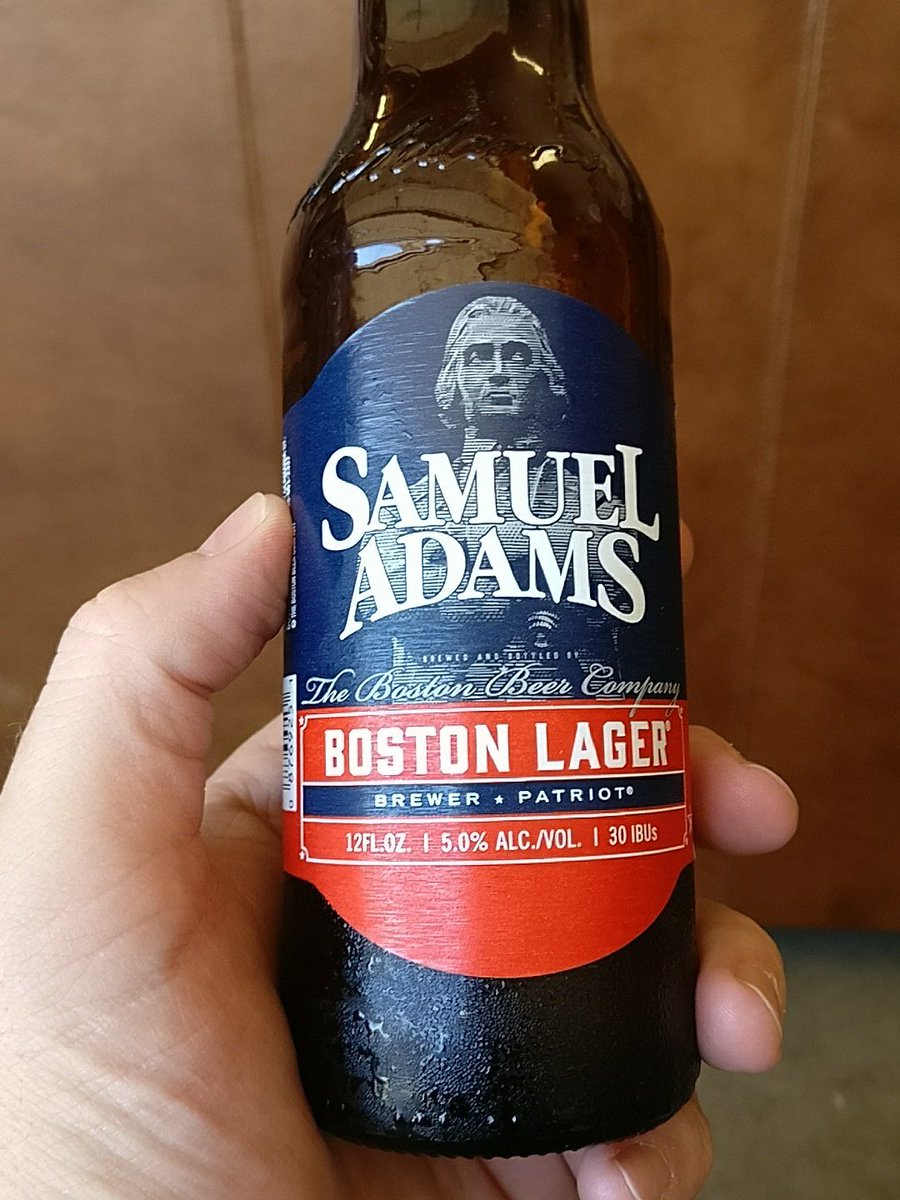 SAMUEL
ADAMS
BREWED AND BOTTLED BY
The Boston Beer Company
BOSTON LAGER®
BREWER ★ PATRIOT®
12FL.OZ. | 5.0% ALC./VOL. | 30 IBUs